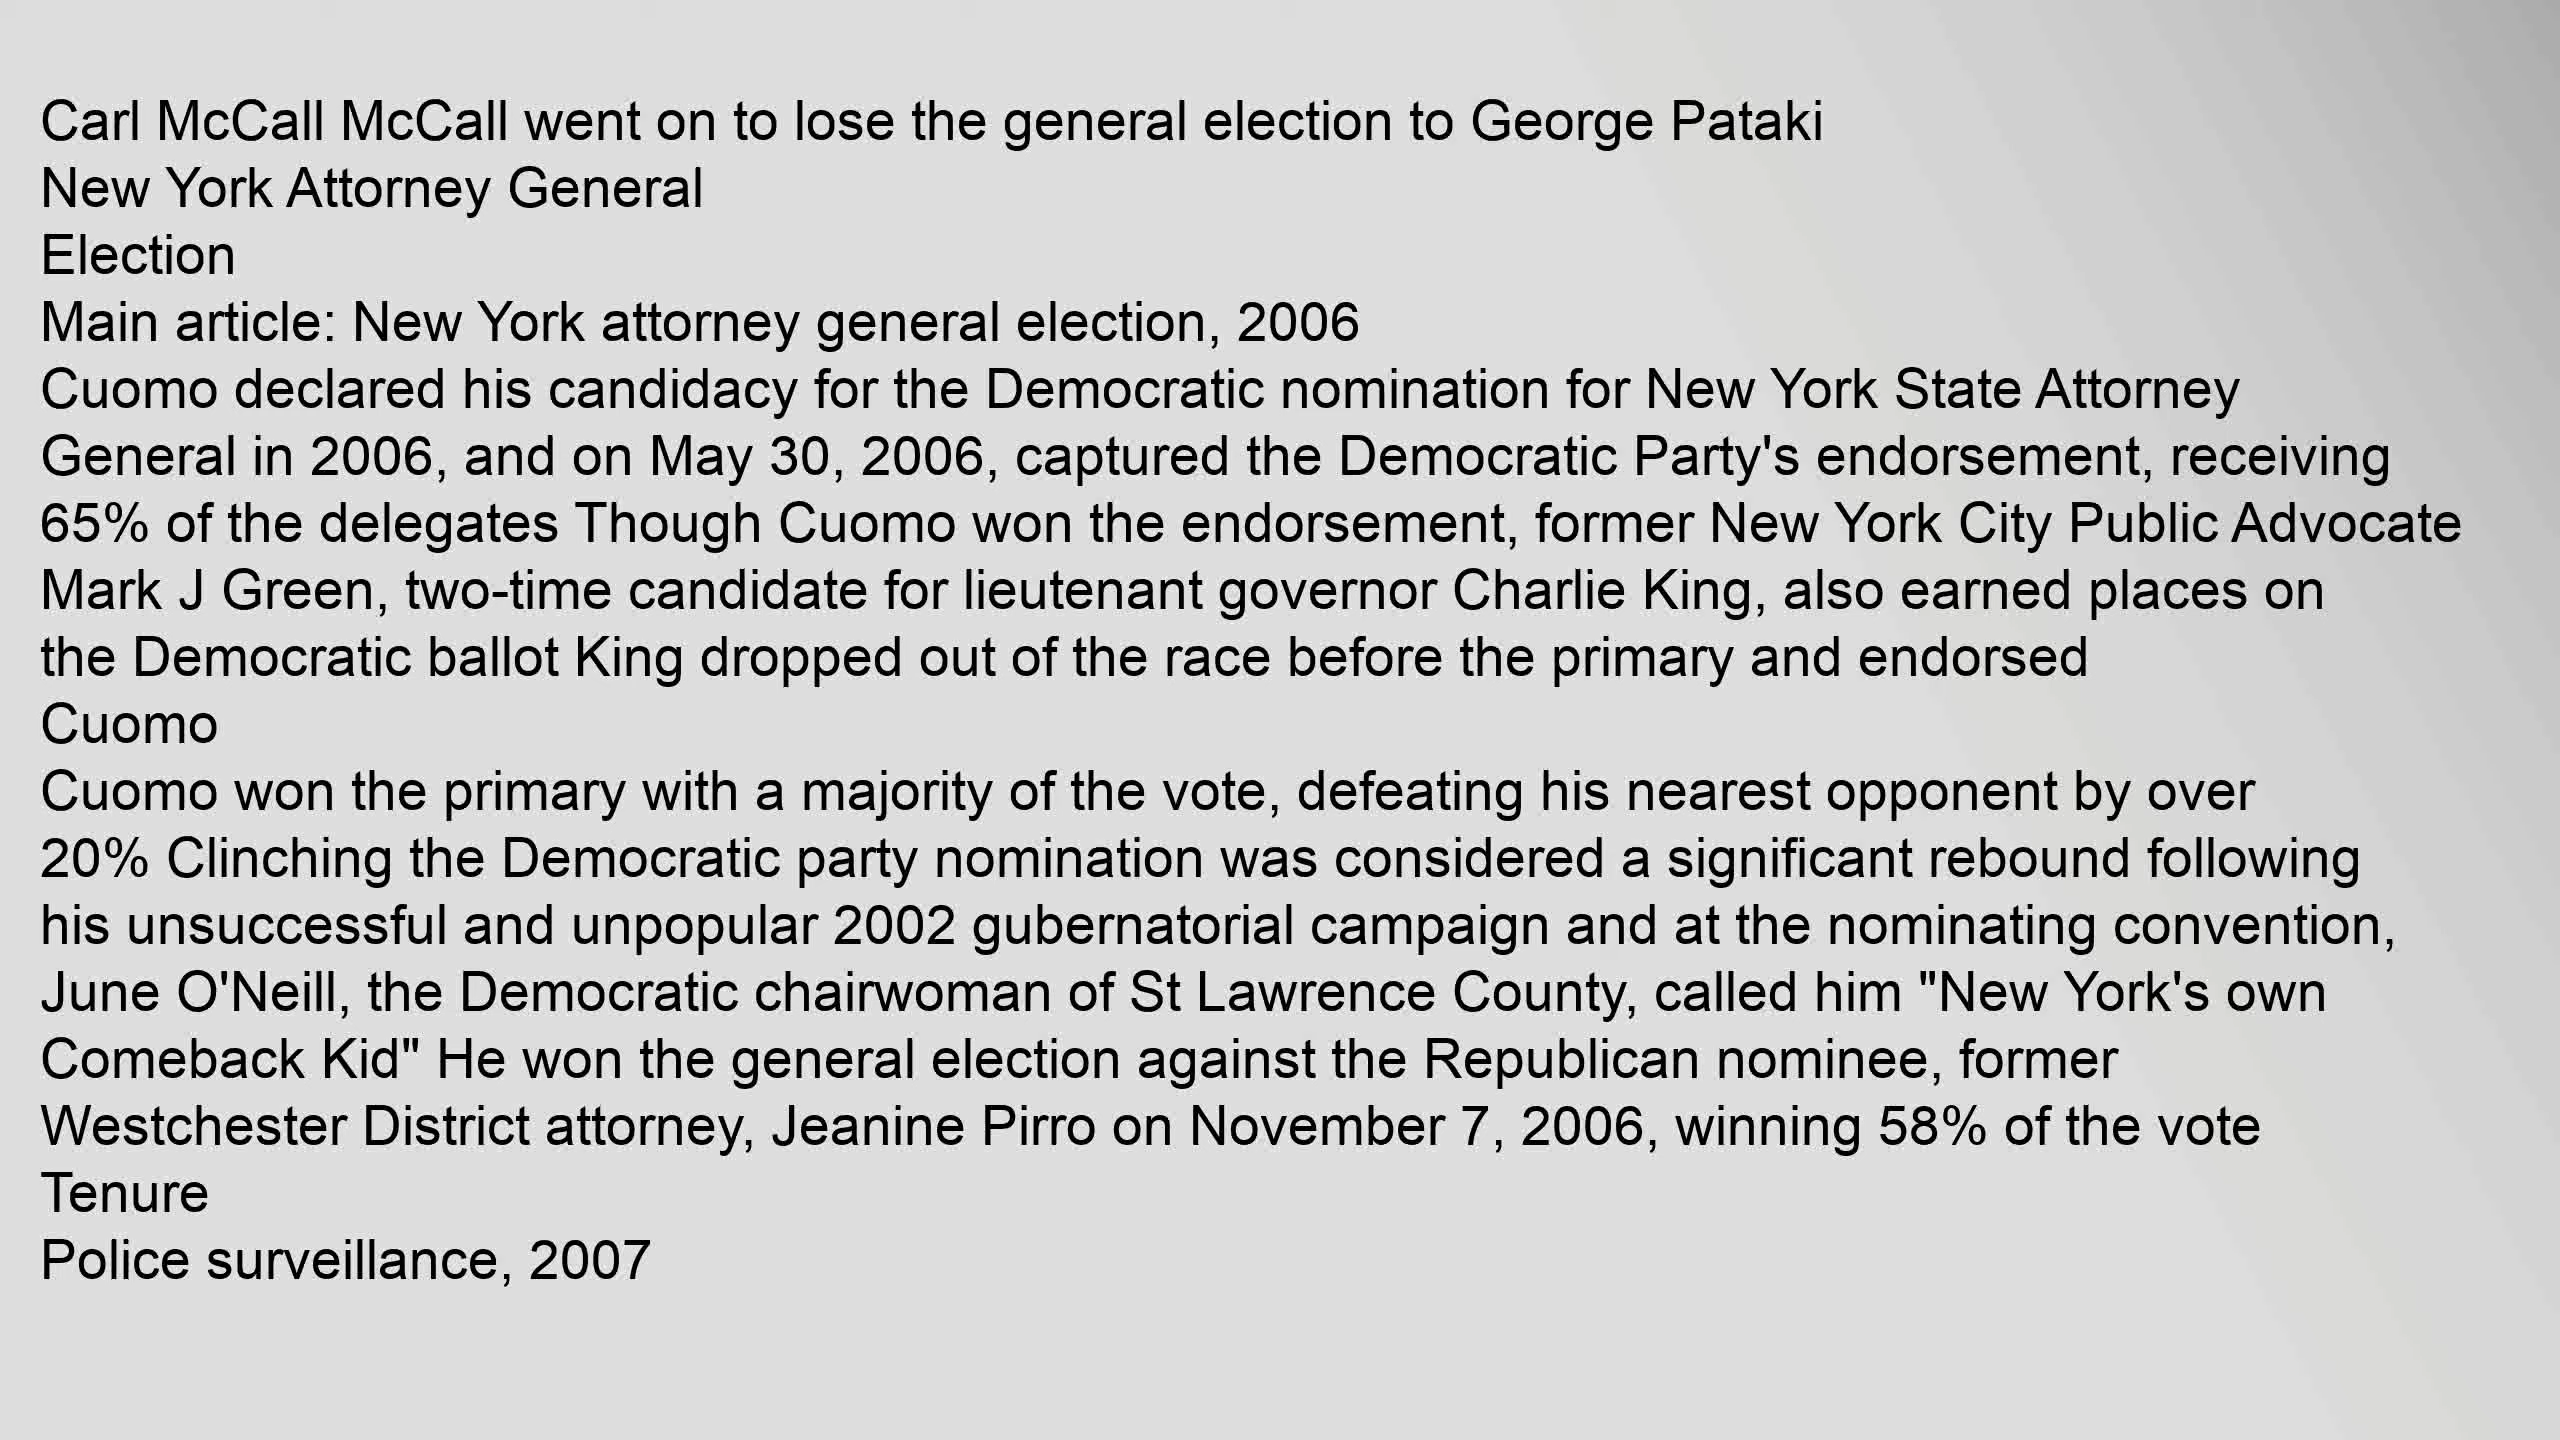 Carl McCall McCall went on to lose the general election to George Pataki
New York Attorney General
Election
Main article: New York attorney general election, 2006
Cuomo declared his candidacy for the Democratic nomination for New York State Attorney
General in 2006, and on May 30, 2006, captured the Democratic Party's endorsement, receiving
65% of the delegates Though Cuomo won the endorsement, former New York City Public Advocate
Mark J Green, two-time candidate for lieutenant governor Charlie King, also earned places on
the Democratic ballot King dropped out of the race before the primary and endorsed
Cuomo
Cuomo won the primary with a majority of the vote, defeating his nearest opponent by over
20% Clinching the Democratic party nomination was considered a significant rebound following
his unsuccessful and unpopular 2002 gubernatorial campaign and at the nominating convention,
June O'Neill, the Democratic chairwoman of St Lawrence County, called him "New York's own
Comeback Kid" He won the general election against the Republican nominee, former
Westchester District attorney, Jeanine Pirro on November 7, 2006, winning 58% of the vote
Tenure
Police surveillance, 2007